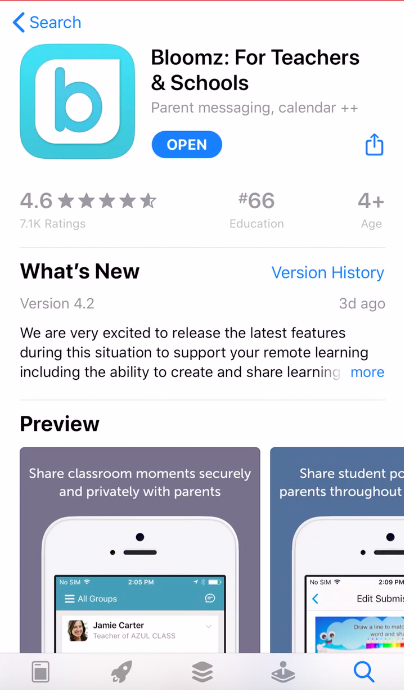 Search
Bloomz: For Teachers
& Schools
Parent messaging, calendar ++
OPEN
4.6
#66
4+
7.1K Ratings
Education
Age
What's New
Version History
Version 4.2
3d ago
We are very excited to release the latest features
during this situation to support your remote learning
including the ability to create and share learning
more
Preview
Share classroom moments securely
and privately with parents
No SIM
2:05 PM
All Groups
Jamie Carter
Teacher of AZUL CLASS
Share student po
parents throughout
No SIM
2:09 PM
Edit Submis
Draw a line to mat
word and sh